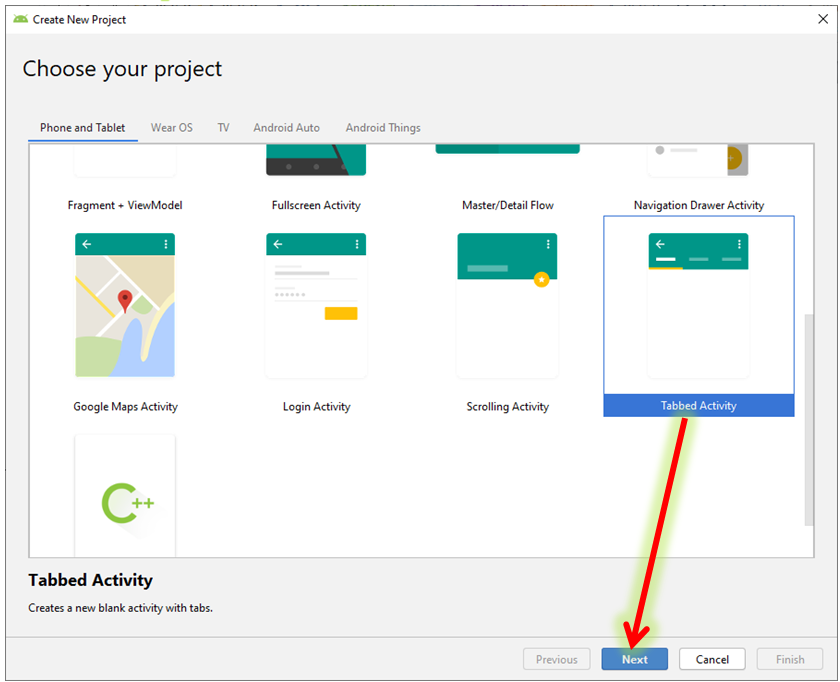 Create New Project
Choose your project
Phone and Tablet Wear OS TV Android Auto Android Things
Fragment + ViewModel Fullscreen Activity Master/Detail Flow Navigation Drawer Activity
Google Maps Activity Login Activity Scrolling Activity Tabbed Activity
C++
Tabbed Activity
Creates a new blank activity with tabs.
Previous Next Cancel Finish